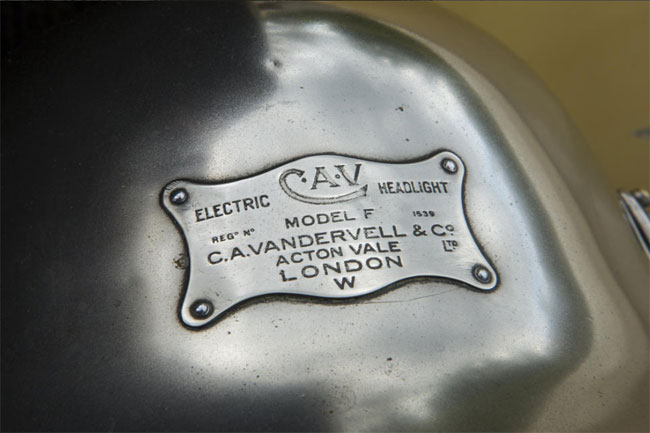 ELECTRIC C·A·V HEADLIGHT
MODEL F
REGD NO 1539
C.A.VANDERVELL & CO LTD
ACTON VALE
LONDON
W